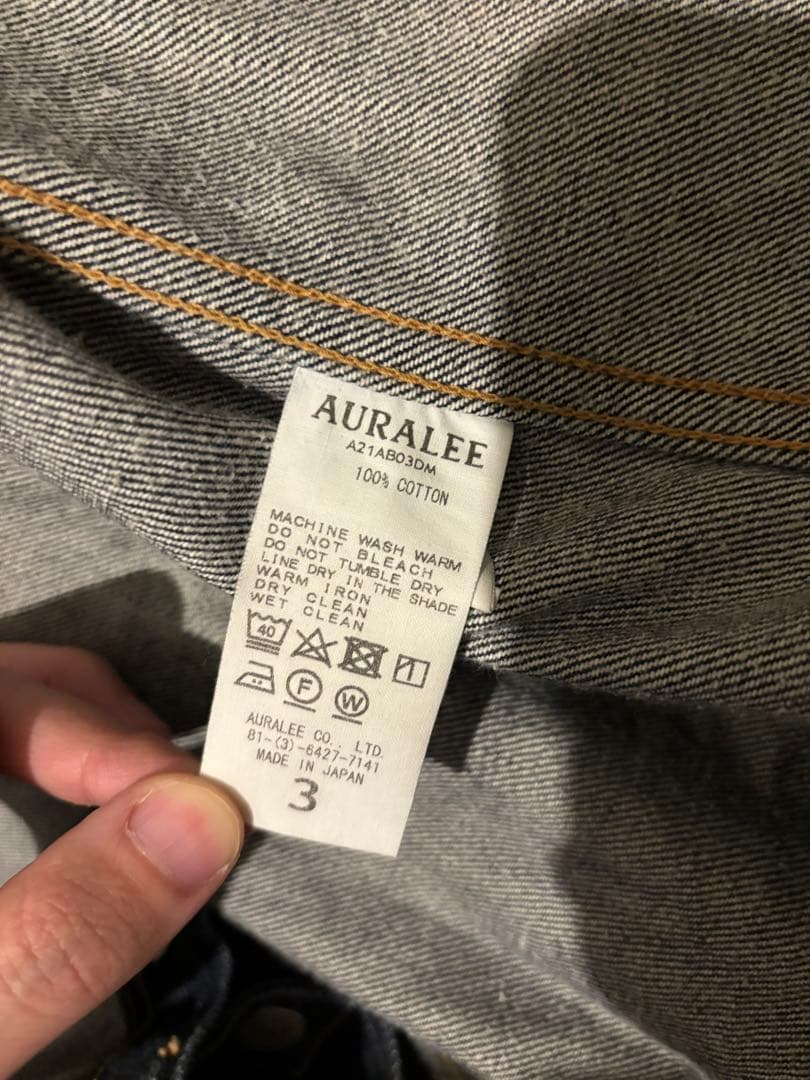 AURALEE
A21AB03DM
100% COTTON
MACHINE WASH WARM
DO NOT BLEACH
DO NOT TUMBLE DRY
LINE DRY IN THE SHADE
WARM IRON
DRY CLEAN
WET CLEAN
40
F W
AURALEE CO., LTD.
81-(3)-6427-7141
MADE IN JAPAN
3